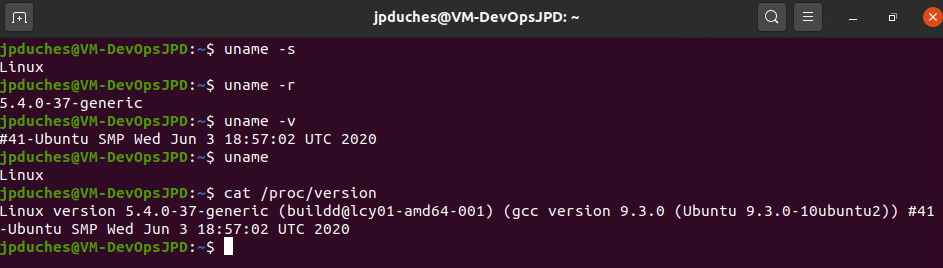 jpduches@VM-DevOpsJPD: ~
jpduches@VM-DevOpsJPD:~$ uname -s
Linux
jpduches@VM-DevOpsJPD:~$ uname -r
5.4.0-37-generic
jpduches@VM-DevOpsJPD:~$ uname -v
#41-Ubuntu SMP Wed Jun 3 18:57:02 UTC 2020
jpduches@VM-DevOpsJPD:~$ uname
Linux
jpduches@VM-DevOpsJPD:~$ cat /proc/version
Linux version 5.4.0-37-generic (buildd@lcy01-amd64-001) (gcc version 9.3.0 (Ubuntu 9.3.0-10ubuntu2)) #41
-Ubuntu SMP Wed Jun 3 18:57:02 UTC 2020
jpduches@VM-DevOpsJPD:~$